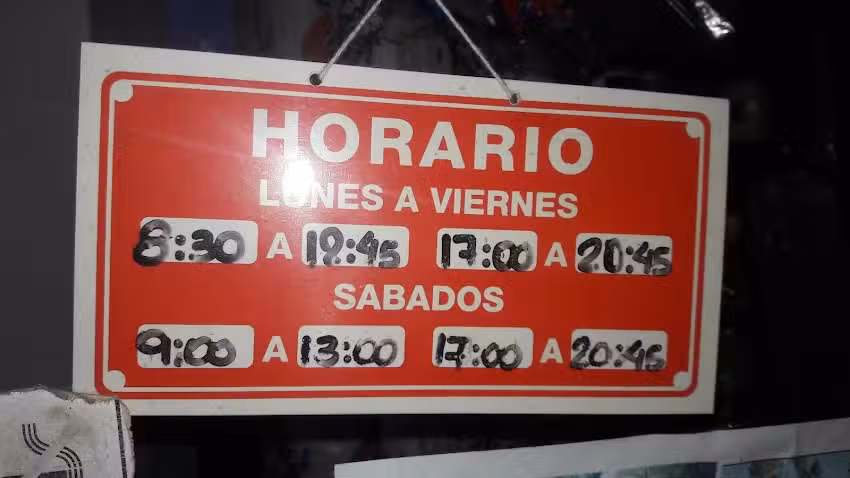 HORARIO
LUNES A VIERNES
8:30 A 12:45 17:00 A 20:45
SABADOS
9:00 A 13:00 17:00 A 20:45